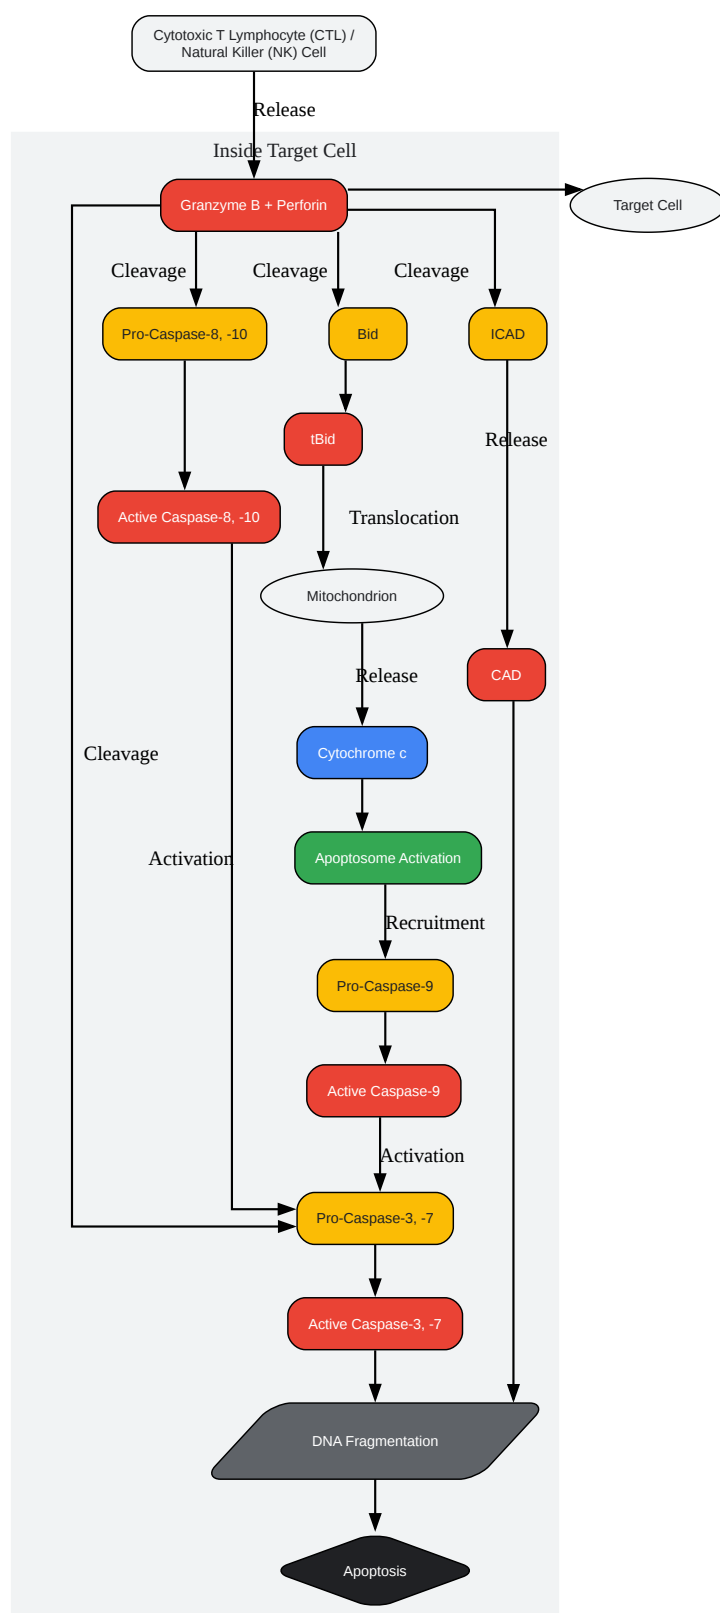 Cytotoxic T Lymphocyte (CTL) /
Natural Killer (NK) Cell
Release
Inside Target Cell
Granzyme B + Perforin
Target Cell
Cleavage
Cleavage
Cleavage
Pro-Caspase-8, -10
Bid
ICAD
tBid
Release
Active Caspase-8, -10
Translocation
Mitochondrion
Release
CAD
Cleavage
Cytochrome c
Activation
Apoptosome Activation
Recruitment
Pro-Caspase-9
Active Caspase-9
Activation
Pro-Caspase-3, -7
Active Caspase-3, -7
DNA Fragmentation
Apoptosis